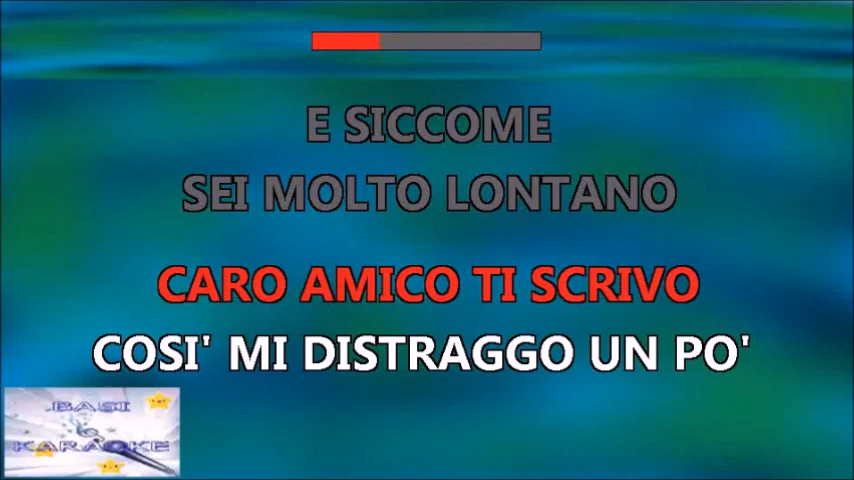 E SICCOME
SEI MOLTO LONTANO
CARO AMICO TI SCRIVO
COSI' MI DISTRAGGO UN PO'
BASI
KARAOKE